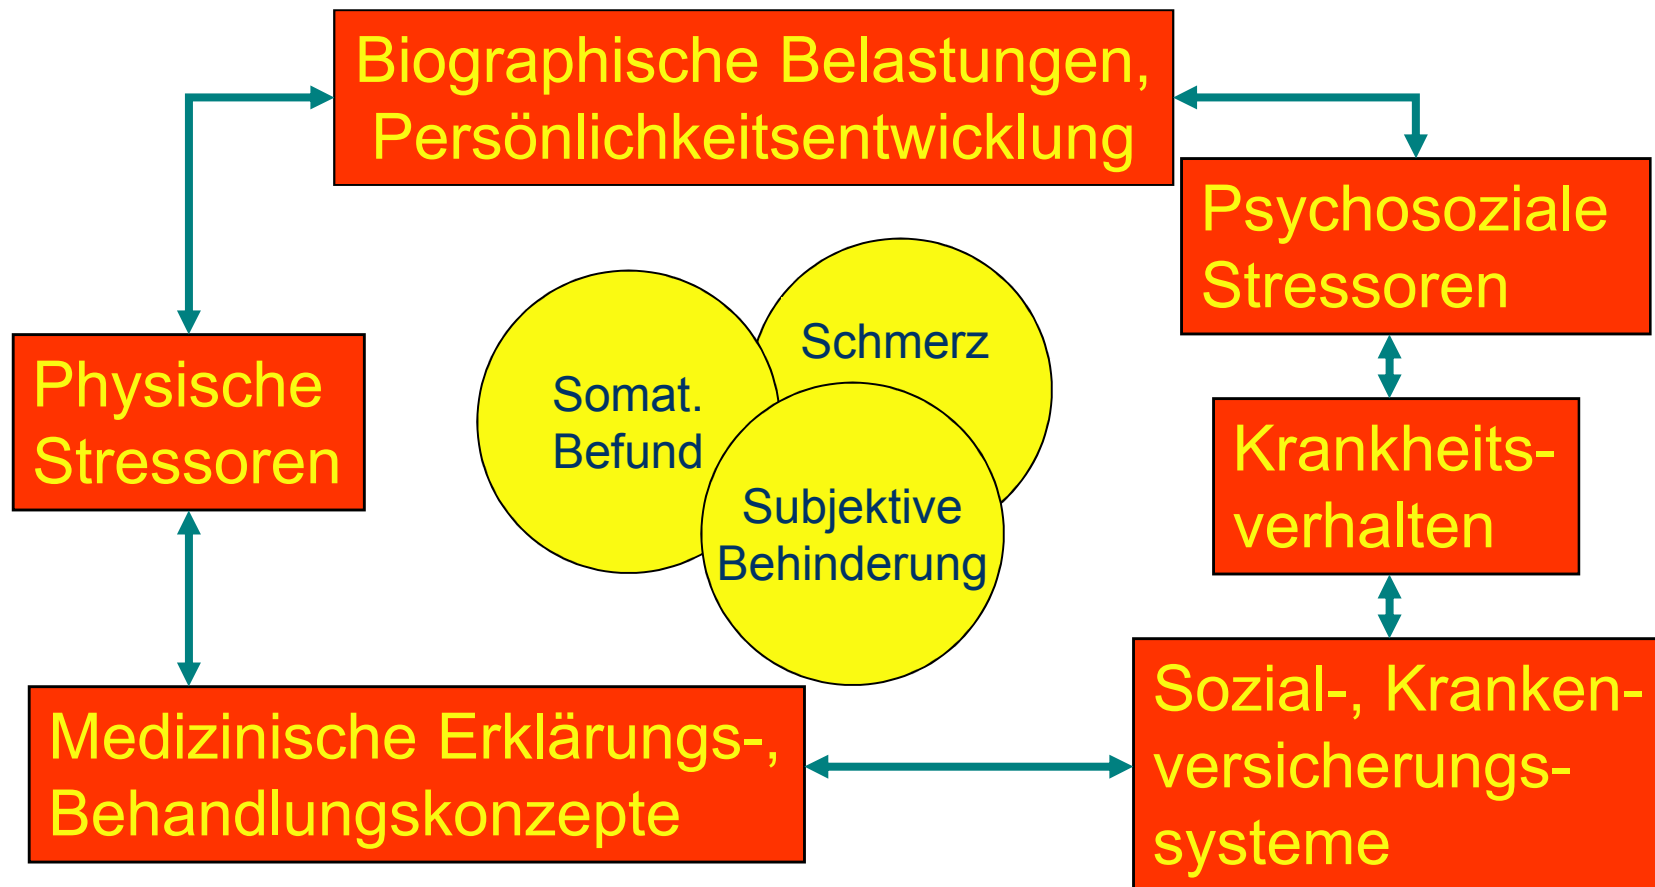 Biographische Belastungen,
Persönlichkeitsentwicklung
Psychosoziale
Stressoren
Schmerz
Somat.
Befund
Physische
Stressoren
Krankheits-
verhalten
Subjektive
Behinderung
Medizinische Erklärungs-,
Behandlungskonzepte
Sozial-, Kranken-
versicherungs-
systeme